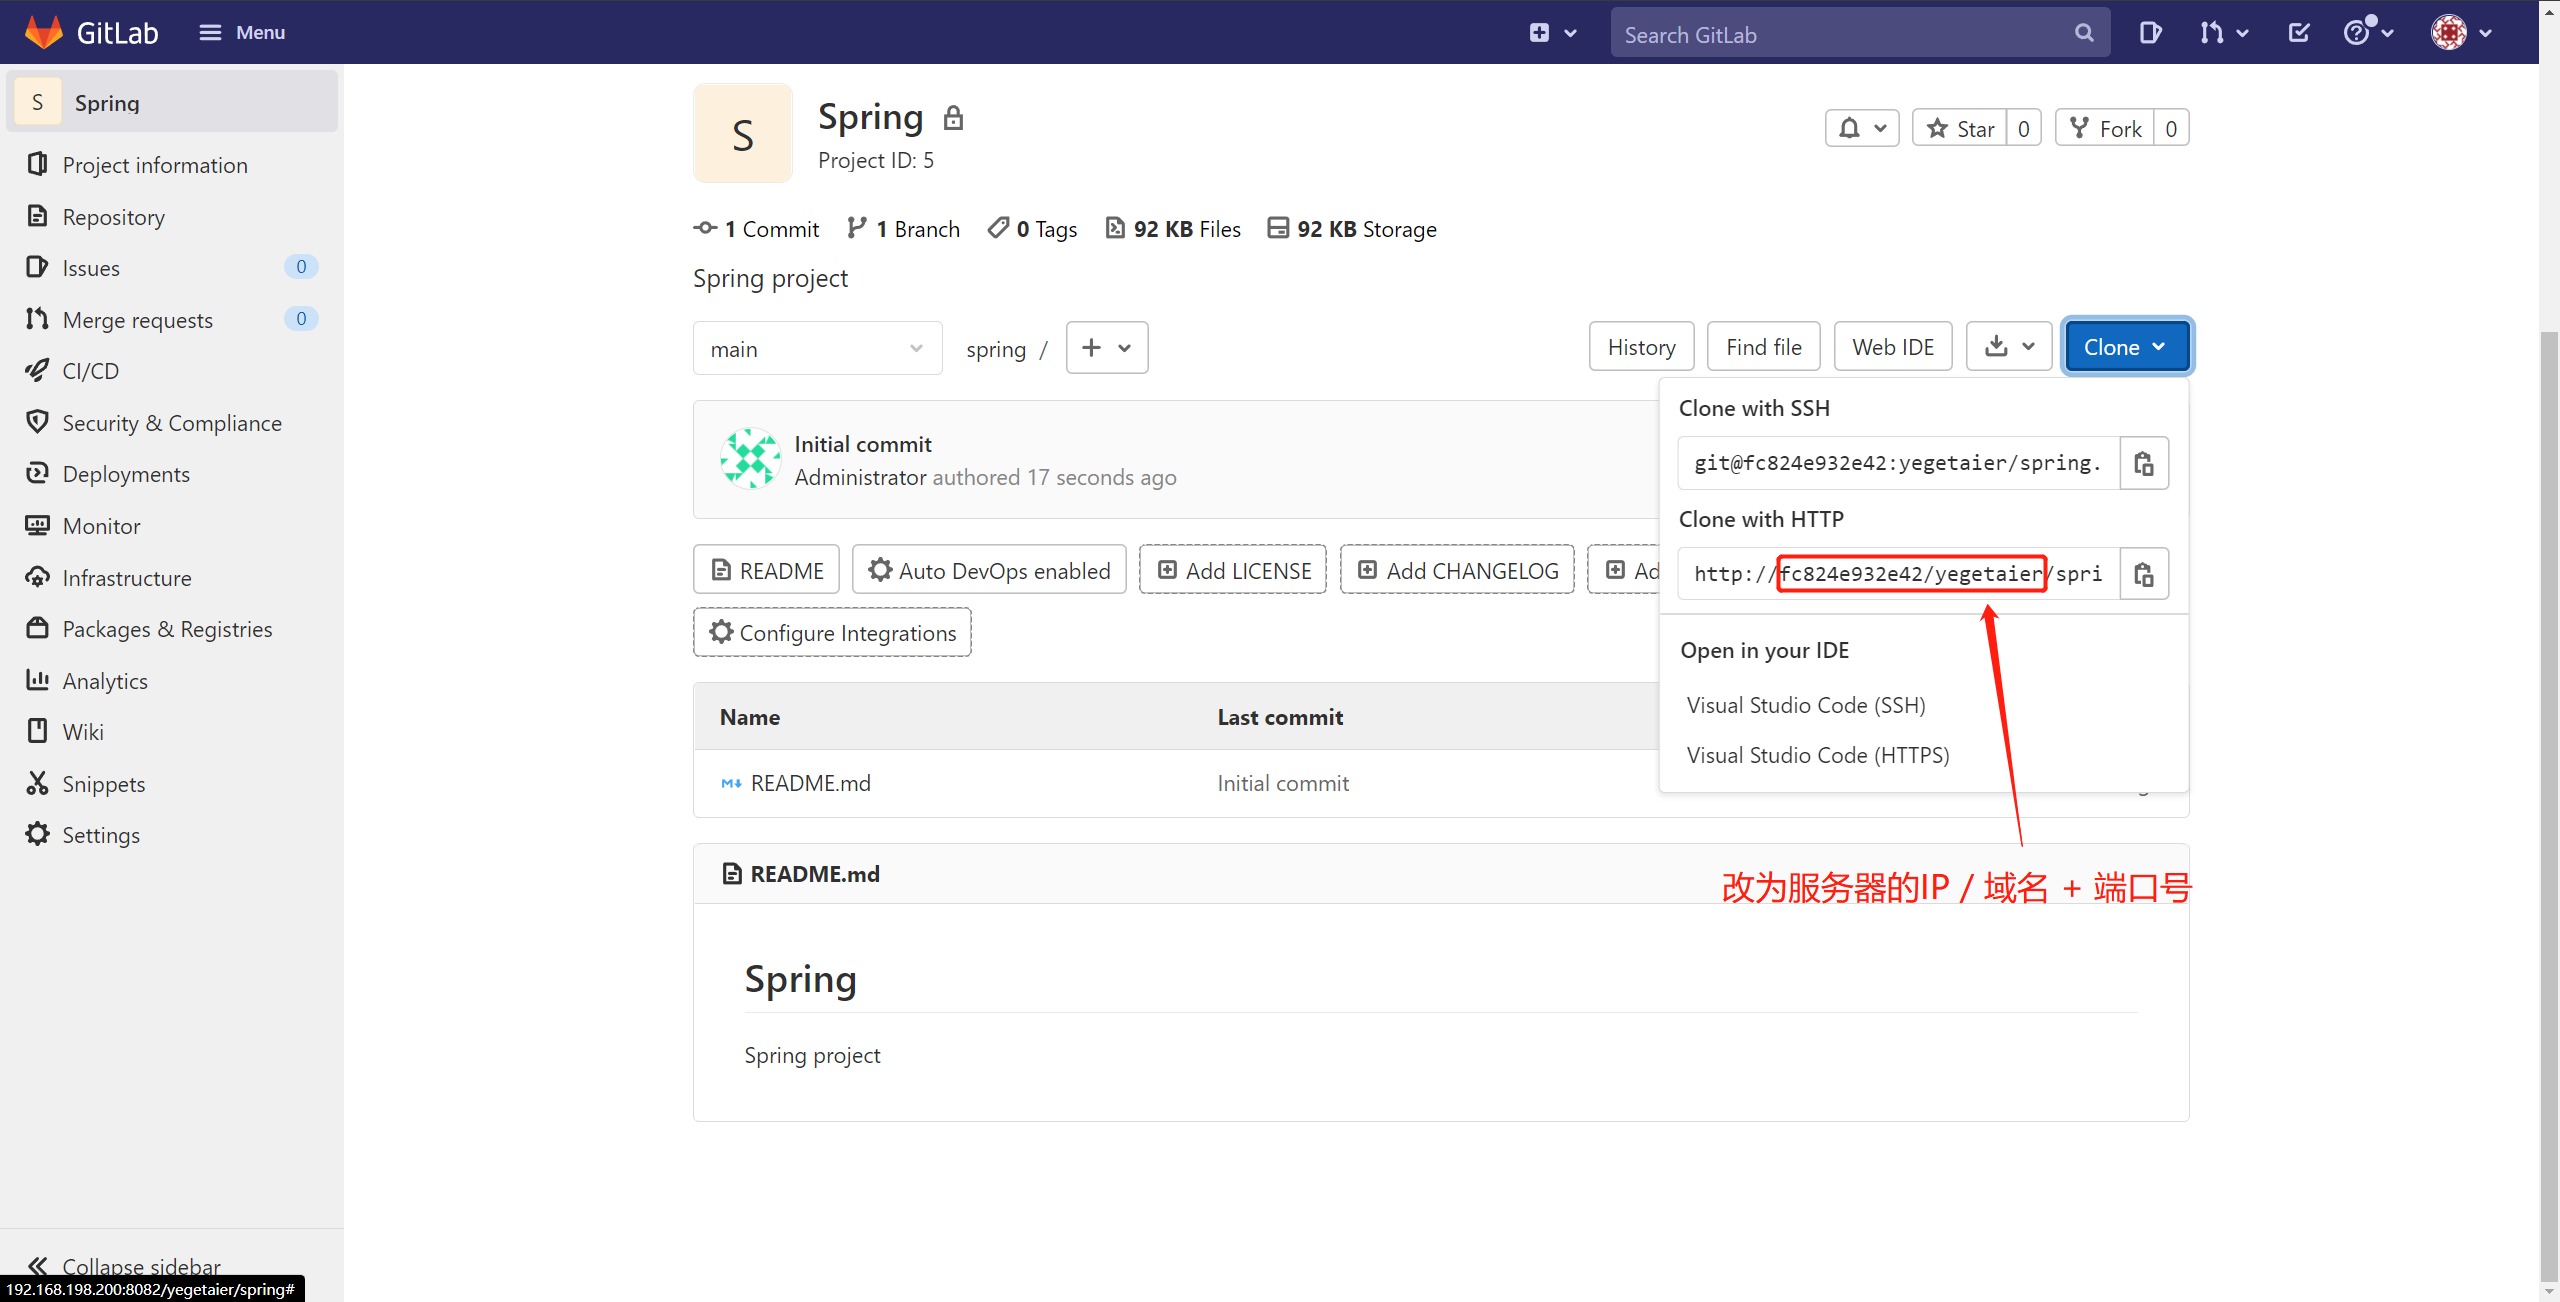 GitLab
Menu
Search GitLab
S
Spring
Project information
Repository
Issues
0
Merge requests
0
CI/CD
Security & Compliance
Deployments
Monitor
Infrastructure
Packages & Registries
Analytics
Wiki
Snippets
Settings
Collapse sidebar
192.168.198.200:8082/yegetaier/spring#
S
Spring
Project ID: 5
Star 0
Fork 0
1 Commit 1 Branch 0 Tags 92 KB Files 92 KB Storage
Spring project
main
spring /
History
Find file
Web IDE
Clone
Initial commit
Administrator authored 17 seconds ago
Clone with SSH
git@fc824e932e42:yegetaier/spring.
Clone with HTTP
http://fc824e932e42/yegetaier/spri
Open in your IDE
Visual Studio Code (SSH)
Visual Studio Code (HTTPS)
README
Auto DevOps enabled
Add LICENSE
Add CHANGELOG
Ad
Configure Integrations
Name Last commit
README.md Initial commit
README.md
改为服务器的IP / 域名 + 端口号
Spring
Spring project